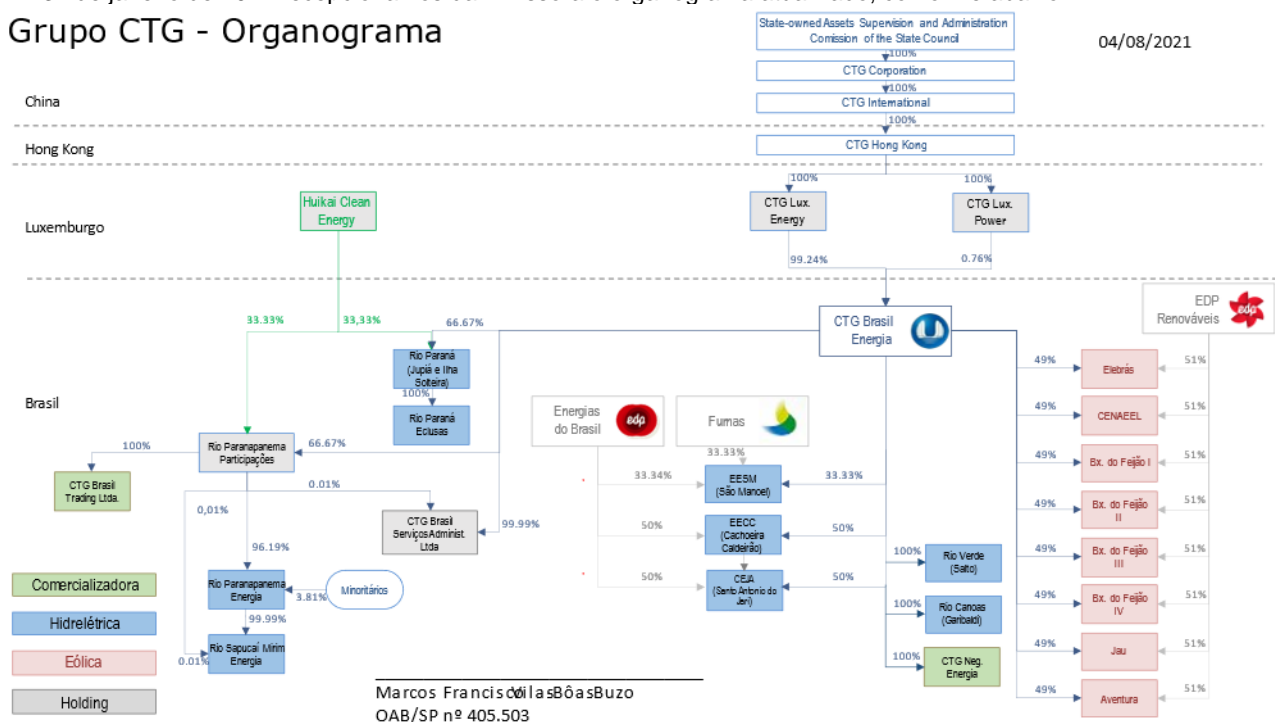 Grupo CTG - Organograma
04/08/2021
State-owned Assets Supervision and Administration
Comission of the State Council
100%
CTG Corporation
100%
China
CTG International
100%
Hong Kong
CTG Hong Kong
100%
100%
Luxemburgo
Huikai Clean
Energy
CTG Lux.
Energy
CTG Lux.
Power
99.24%
0.76%
Brasil
33.33%
33,33%
66.67%
CTG Brasil
Energia
EDP
Renováveis
edp
Rio Paraná
(Jupiá e Ilha
Solteira)
100%
Rio Paraná
Eclusas
Energias
do Brasil
edp
Furnas
49%
Elebrás
51%
49%
CENAEEL
51%
49%
Bx. do Feijão I
51%
49%
Bx. do Feijão
II
51%
49%
Bx. do Feijão
III
51%
49%
Bx. do Feijão
IV
51%
49%
Jau
51%
49%
Aventura
51%
100%
Rio Paranapanema
Participações
66.67%
CTG Brasil
Trading Ltda.
33.33%
33.34%
EESM
(São Manoel)
33.33%
0.01%
0,01%
CTG Brasil
Serviços Administ.
Ltda
99.99%
50%
EECC
(Cachoeira
Caldeirão)
50%
96.19%
50%
CEJA
(Santo Antonio do
Jari)
50%
100%
Rio Verde
(Salto)
100%
Rio Canoas
(Garibaldi)
100%
CTG Neg.
Energia
Rio Paranapanema
Energia
3.81%
Minoritários
99.99%
0.01%
Rio Sapucaí Mirim
Energia
Comercializadora
Hidrelétrica
Eólica
Holding
Marcos Francisco VilasBôasBuzo
OAB/SP nº 405.503